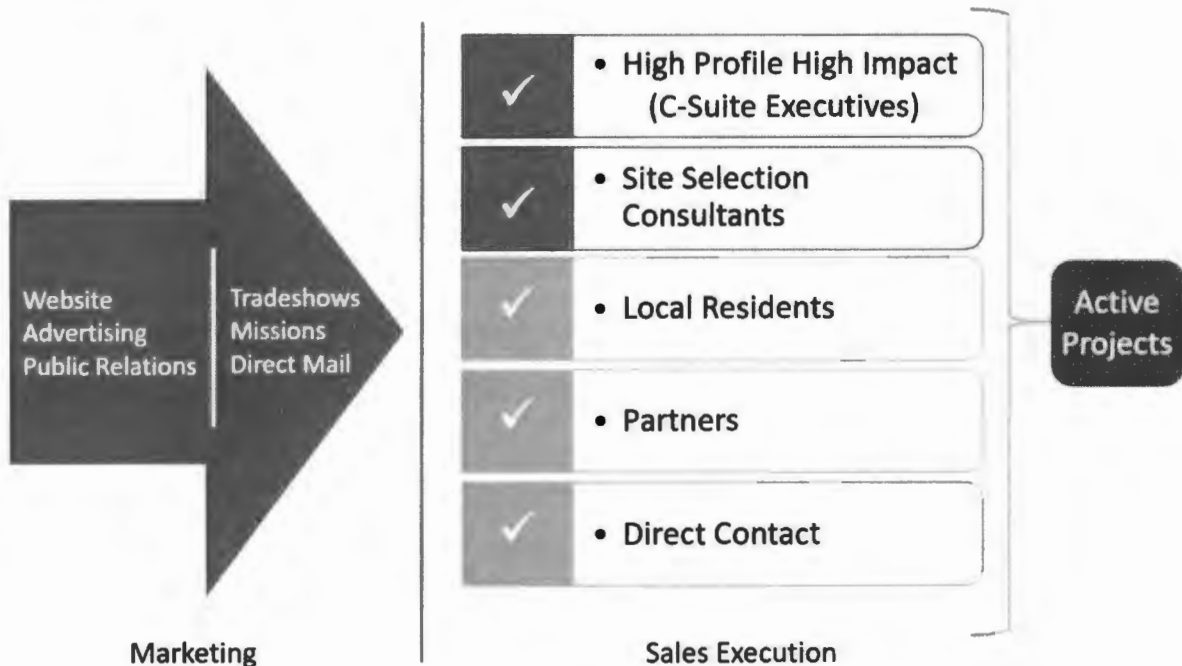 Website
Advertising
Public Relations
Tradeshows
Missions
Direct Mail
Marketing
• High Profile High Impact
(C-Suite Executives)
• Site Selection
Consultants
• Local Residents
• Partners
• Direct Contact
Sales Execution
Active
Projects